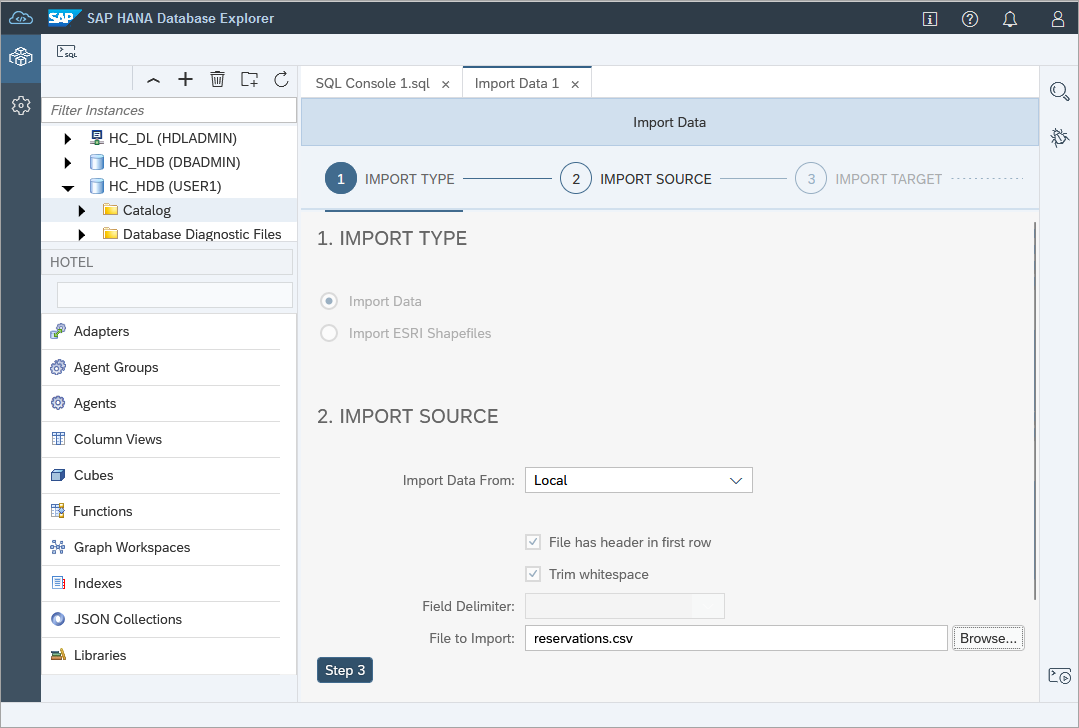 SAP SAP HANA Database Explorer
SQL
Filter Instances
HC_DL (HDLADMIN)
HC_HDB (DBADMIN)
HC_HDB (USER1)
Catalog
Database Diagnostic Files
HOTEL
Adapters
Agent Groups
Agents
Column Views
Cubes
Functions
Graph Workspaces
Indexes
JSON Collections
Libraries
SQL Console 1.sql
Import Data 1
Import Data
1 IMPORT TYPE
2 IMPORT SOURCE
3 IMPORT TARGET
1. IMPORT TYPE
Import Data
Import ESRI Shapefiles
2. IMPORT SOURCE
Import Data From: Local
File has header in first row
Trim whitespace
Field Delimiter:
File to Import: reservations.csv Browse...
Step 3